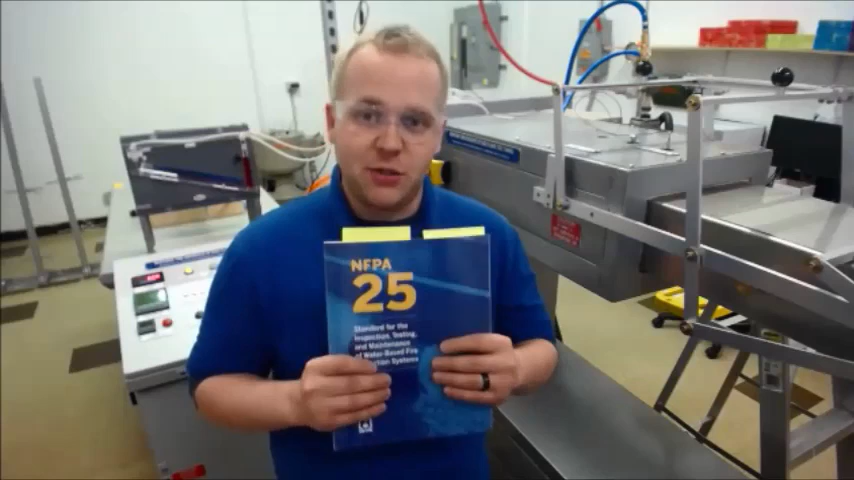 NFPA
25
Standard for the
Inspection, Testing,
and Maintenance
of Water-Based Fire
Systems